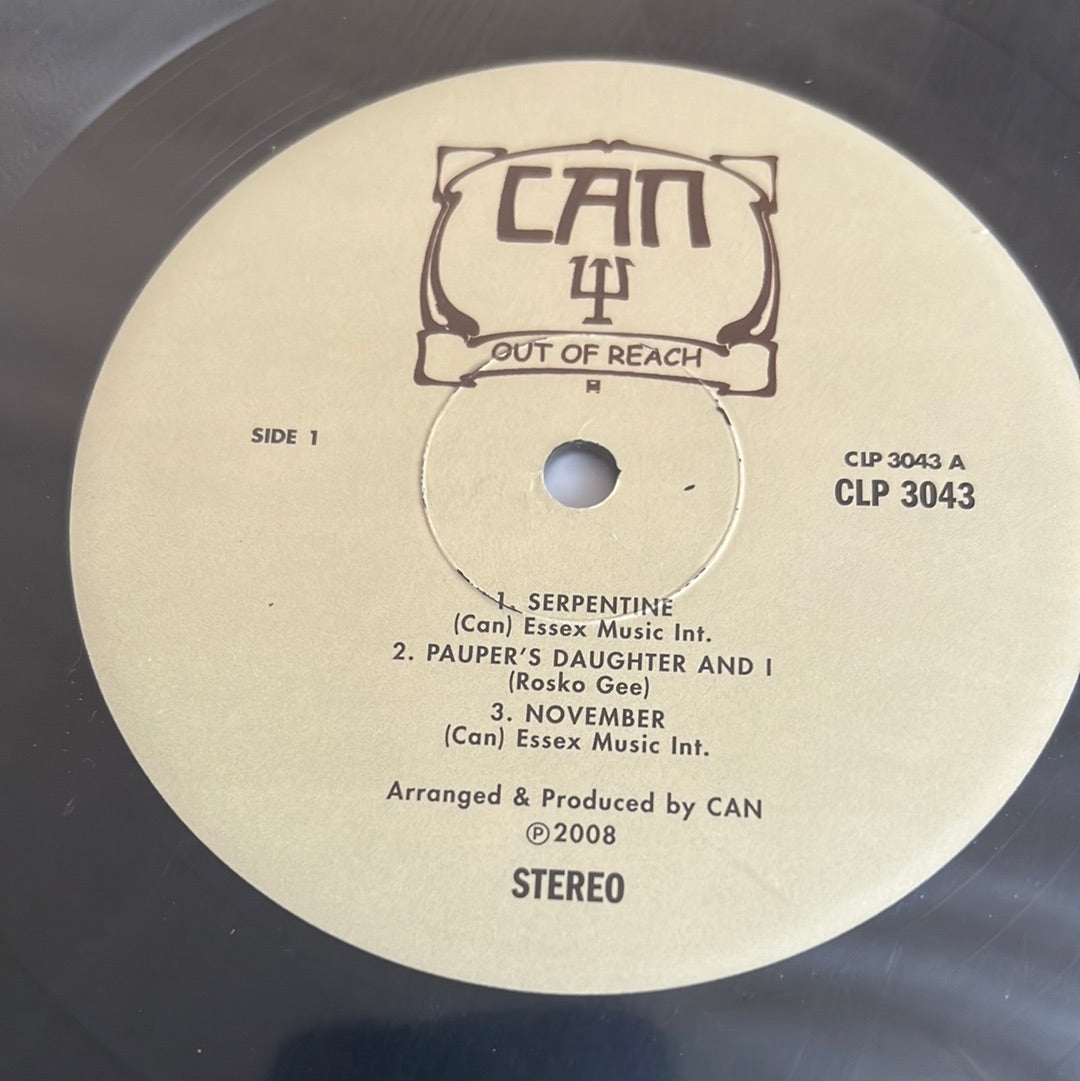 CAN
OUT OF REACH
SIDE 1
CLP 3043 A
CLP 3043
1. SERPENTINE
(Can) Essex Music Int.
2. PAUPER'S DAUGHTER AND I
(Rosko Gee)
3. NOVEMBER
(Can) Essex Music Int.
Arranged & Produced by CAN
Ⓟ2008
STEREO